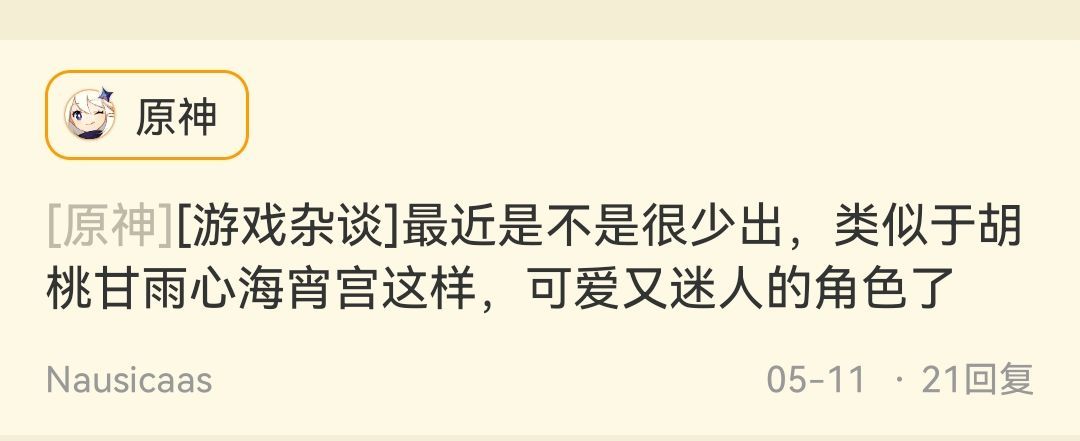 原神
[原神][游戏杂谈]最近是不是很少出，类似于胡
桃甘雨心海宵宫这样，可爱又迷人的角色了
Nausicaas
05-11 · 21回复